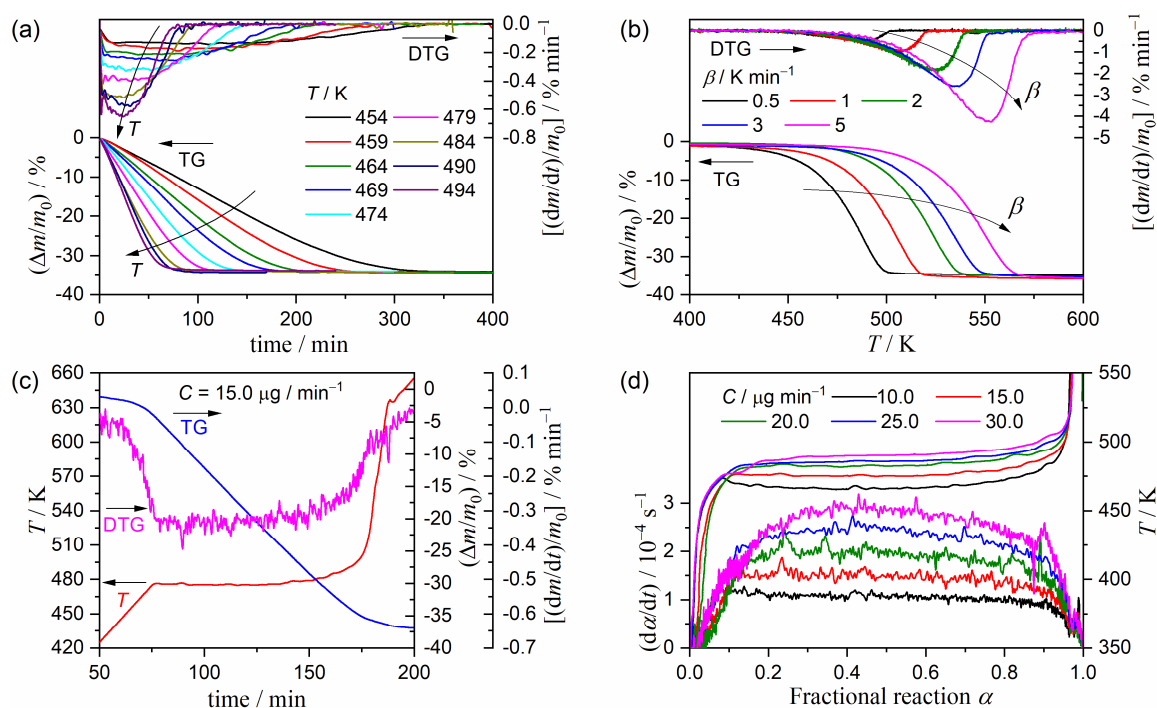 (a)
0.0
-0.2
-0.4
-0.6
-0.8
[(dm/dt)/m₀] / % min⁻¹
DTG
T
T / K
454 479
459 484
464 490
469 494
474
TG
T
0
-10
-20
-30
-40
(Δm/m₀) / %
0 100 200 300 400
time / min
(b)
0
-1
-2
-3
-4
-5
[(dm/dt)/m₀] / % min⁻¹
DTG
β / K min⁻¹
0.5 1 2
3 5
β
TG
β
0
-10
-20
-30
-40
(Δm/m₀) / %
400 450 500 550 600
T / K
(c)
C = 15.0 μg / min⁻¹
TG
DTG
T
660
630
600
570
540
510
480
450
420
T / K
0
-5
-10
-15
-20
-25
-30
-35
-40
(Δm/m₀) / %
0.1
0.0
-0.1
-0.2
-0.3
-0.4
-0.5
-0.6
-0.7
[(dm/dt)/m₀] / % min⁻¹
50 100 150 200
time / min
(d)
C / μg min⁻¹
10.0 15.0
20.0 25.0 30.0
3
2
1
0
(dα/dt) / 10⁻⁴ s⁻¹
550
500
450
400
350
T / K
0.0 0.2 0.4 0.6 0.8 1.0
Fractional reaction α